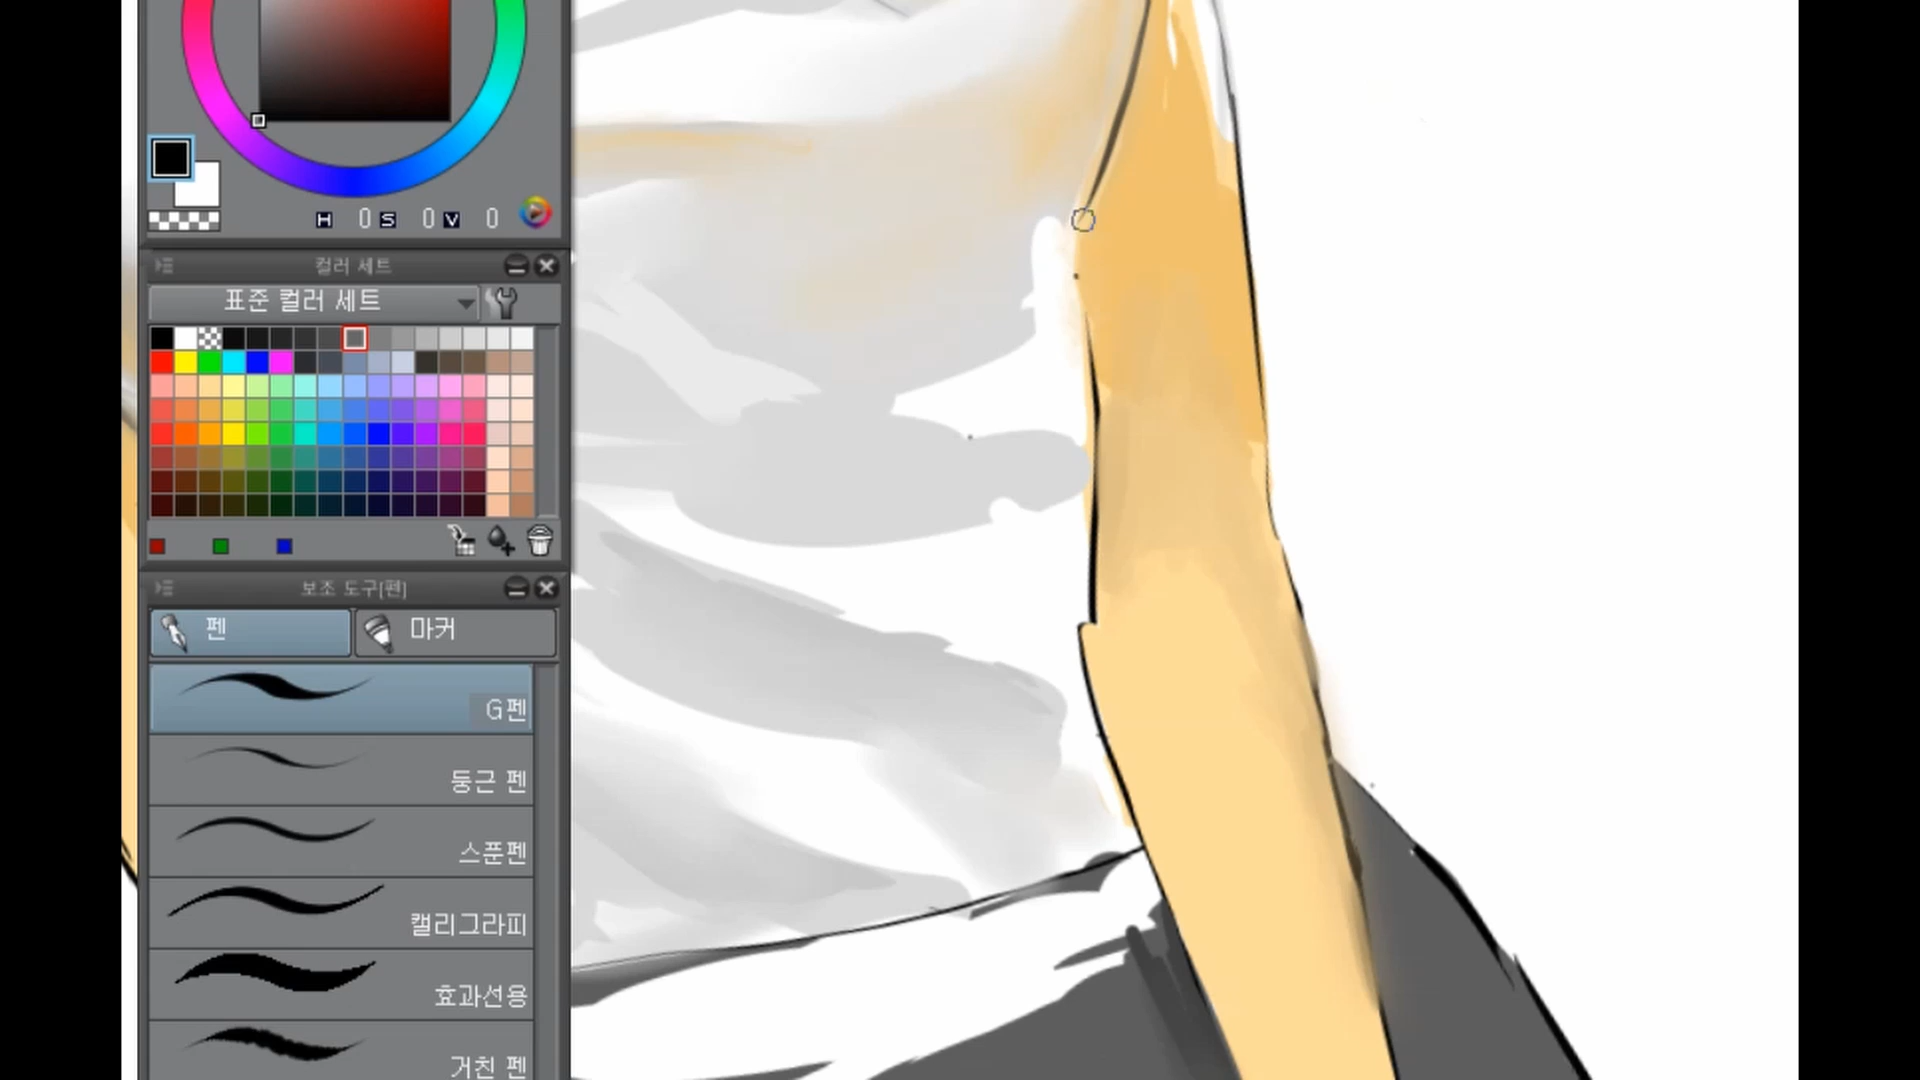 H 0 S 0 V 0
컬러 세트
표준 컬러 세트
보조 도구[펜]
펜 마커
G펜
둥근 펜
스푼펜
캘리그라피
효과선용
거친 펜